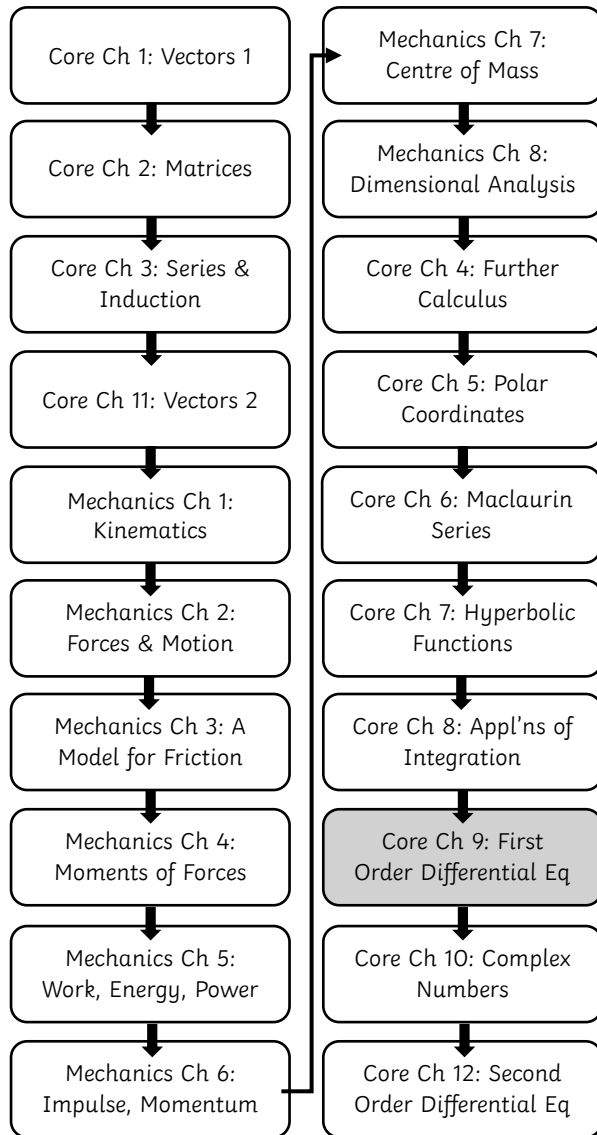 Core Ch 1: Vectors 1
Core Ch 2: Matrices
Core Ch 3: Series &
Induction
Core Ch 11: Vectors 2
Mechanics Ch 1:
Kinematics
Mechanics Ch 2:
Forces & Motion
Mechanics Ch 3: A
Model for Friction
Mechanics Ch 4:
Moments of Forces
Mechanics Ch 5:
Work, Energy, Power
Mechanics Ch 6:
Impulse, Momentum
Mechanics Ch 7:
Centre of Mass
Mechanics Ch 8:
Dimensional Analysis
Core Ch 4: Further
Calculus
Core Ch 5: Polar
Coordinates
Core Ch 6: Maclaurin
Series
Core Ch 7: Hyperbolic
Functions
Core Ch 8: Appl'ns of
Integration
Core Ch 9: First
Order Differential Eq
Core Ch 10: Complex
Numbers
Core Ch 12: Second
Order Differential Eq